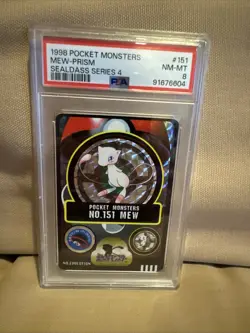 1998 POCKET MONSTERS #151
MEW-PRISM NM-MT
SEALDASS SERIES 4 8
PSA 91676604
POCKET MONSTERS
NO.151 MEW